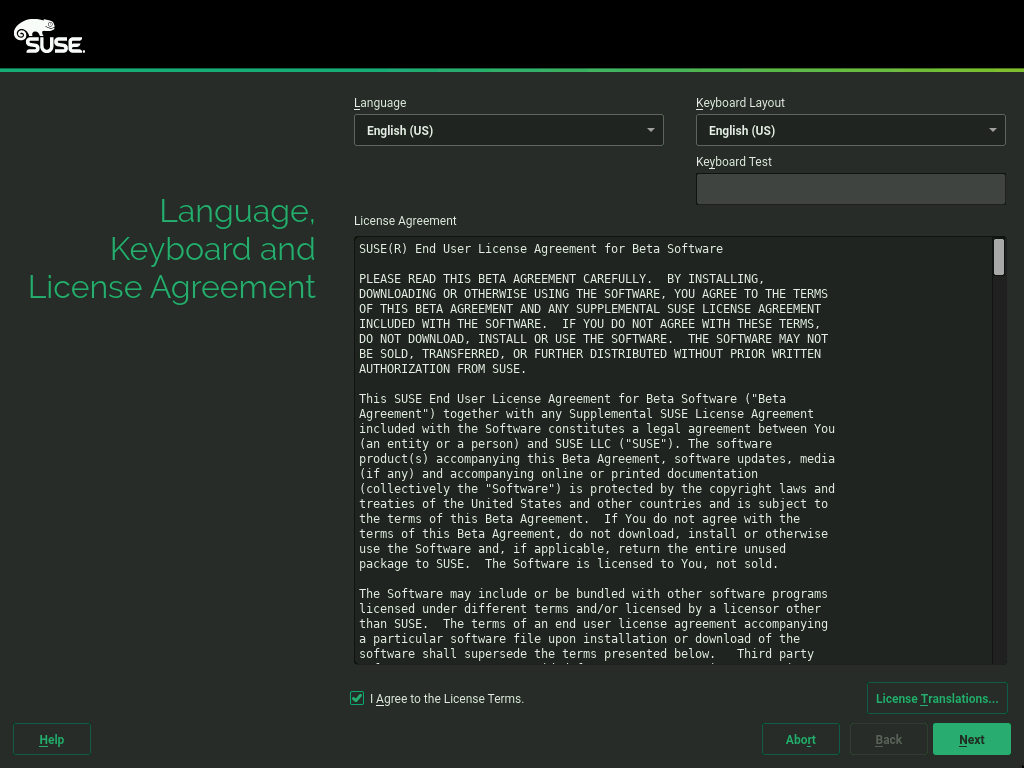 SUSE.
Language
Keyboard Layout
English (US)
English (US)
Keyboard Test
Language,
Keyboard and
License Agreement
License Agreement
SUSE(R) End User License Agreement for Beta Software
PLEASE READ THIS BETA AGREEMENT CAREFULLY.  BY INSTALLING,
DOWNLOADING OR OTHERWISE USING THE SOFTWARE, YOU AGREE TO THE TERMS
OF THIS BETA AGREEMENT AND ANY SUPPLEMENTAL SUSE LICENSE AGREEMENT
INCLUDED WITH THE SOFTWARE.  IF YOU DO NOT AGREE WITH THESE TERMS,
DO NOT DOWNLOAD, INSTALL OR USE THE SOFTWARE.  THE SOFTWARE MAY NOT
BE SOLD, TRANSFERRED, OR FURTHER DISTRIBUTED WITHOUT PRIOR WRITTEN
AUTHORIZATION FROM SUSE.
This SUSE End User License Agreement for Beta Software ("Beta
Agreement") together with any Supplemental SUSE License Agreement
included with the Software constitutes a legal agreement between You
(an entity or a person) and SUSE LLC ("SUSE"). The software
product(s) accompanying this Beta Agreement, software updates, media
(if any) and accompanying online or printed documentation
(collectively the "Software") is protected by the copyright laws and
treaties of the United States and other countries and is subject to
the terms of this Beta Agreement.  If You do not agree with the
terms of this Beta Agreement, do not download, install or otherwise
use the Software and, if applicable, return the entire unused
package to SUSE.  The Software is licensed to You, not sold.
The Software may include or be bundled with other software programs
licensed under different terms and/or licensed by a licensor other
than SUSE.  The terms of an end user license agreement accompanying
a particular software file upon installation or download of the
software shall supersede the terms presented below.   Third party
I Agree to the License Terms.
License Translations...
Help
Abort
Back
Next